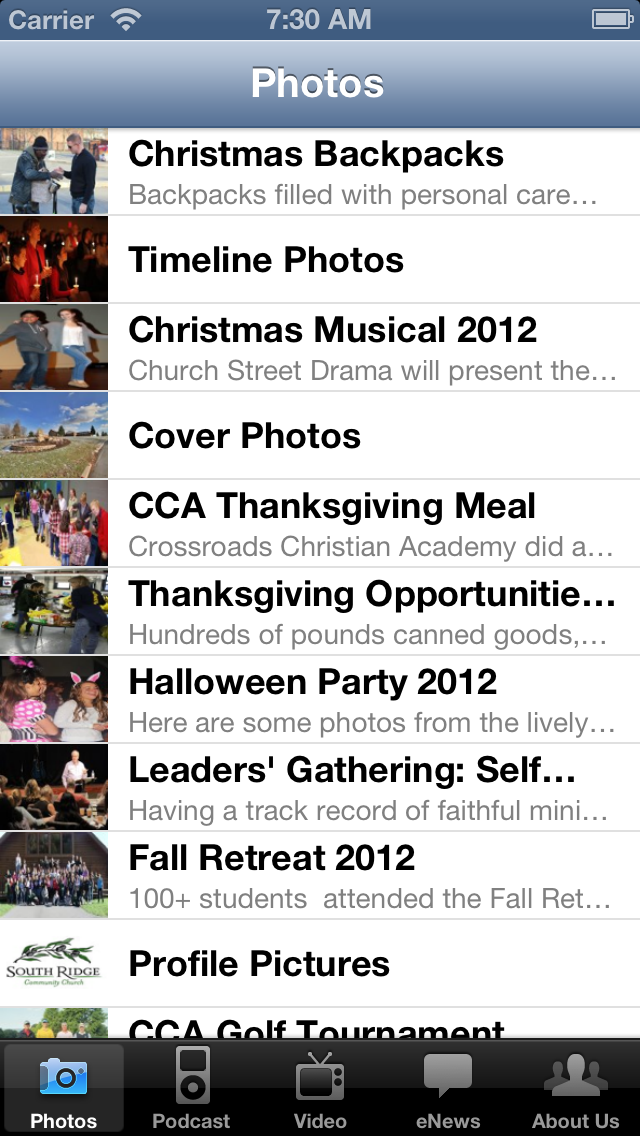 Carrier 7:30 AM
Photos
Christmas Backpacks
Backpacks filled with personal care…
Timeline Photos
Christmas Musical 2012
Church Street Drama will present the…
Cover Photos
CCA Thanksgiving Meal
Crossroads Christian Academy did a…
Thanksgiving Opportunitie…
Hundreds of pounds canned goods,…
Halloween Party 2012
Here are some photos from the lively…
Leaders' Gathering: Self…
Having a track record of faithful mini…
Fall Retreat 2012
100+ students  attended the Fall Ret…
SOUTH RIDGE
Community Church
Profile Pictures
CCA Golf Tournament
Photos Podcast Video eNews About Us